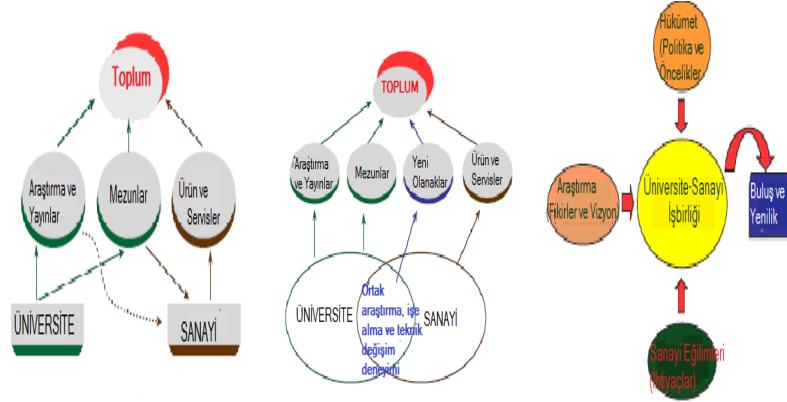 Toplum
Araştırma ve
Yayınlar
Mezunlar
Ürün ve
Servisler
ÜNİVERSİTE
SANAYİ
TOPLUM
Araştırma
ve Yayınlar
Mezunlar
Yeni
Olanaklar
Ürün ve
Servisler
ÜNİVERSİTE
Ortak
araştırma, işe
alma ve teknik
değişim
deneyimi
SANAYİ
Hükümet
(Politika ve
Öncelikler
Araştırma
(Fikirler ve Vizyon)
Üniversite-Sanayi
İşbirliği
Buluş ve
Yenilik
Sanayi Eğilimleri
(İhtiyaçlar)